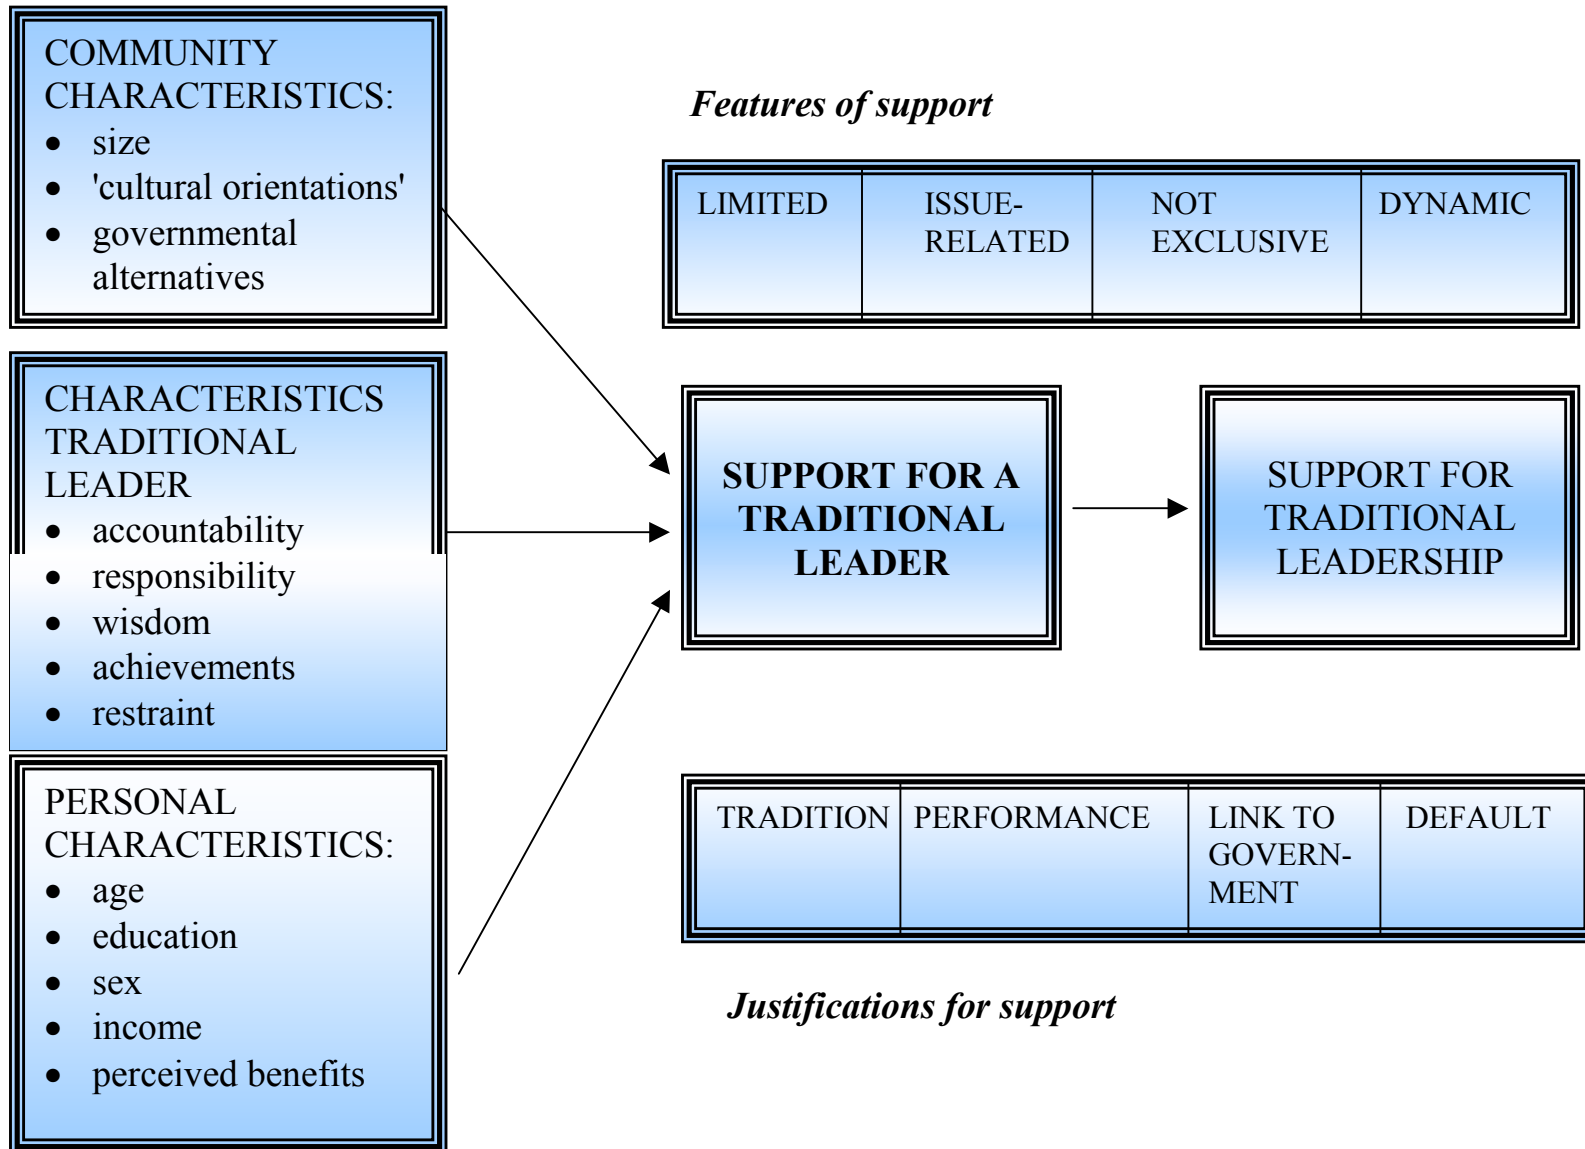 COMMUNITY
CHARACTERISTICS:
• size
• 'cultural orientations'
• governmental
alternatives
CHARACTERISTICS
TRADITIONAL
LEADER
• accountability
• responsibility
• wisdom
• achievements
• restraint
PERSONAL
CHARACTERISTICS:
• age
• education
• sex
• income
• perceived benefits
Features of support
LIMITED
ISSUE-
RELATED
NOT
EXCLUSIVE
DYNAMIC
SUPPORT FOR A
TRADITIONAL
LEADER
SUPPORT FOR
TRADITIONAL
LEADERSHIP
TRADITION
PERFORMANCE
LINK TO
GOVERN-
MENT
DEFAULT
Justifications for support